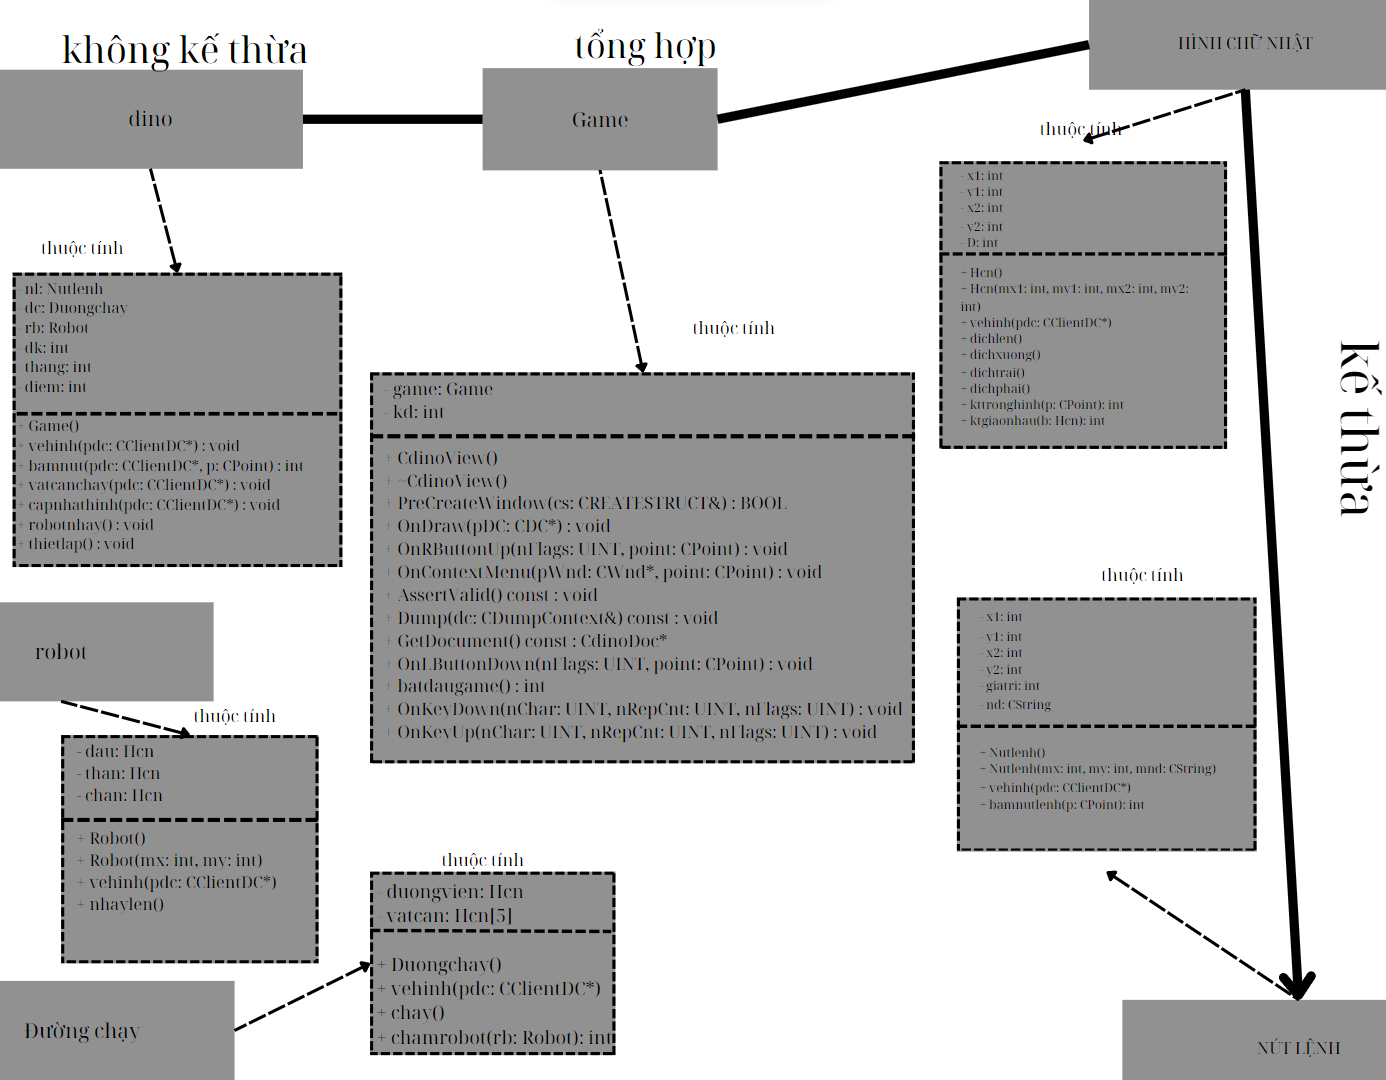 không kế thừa
tổng hợp
HÌNH CHỮ NHẬT
dino
Game
thuộc tính
- x1: int
- y1: int
- x2: int
- y2: int
- D: int
+ Hcn()
+ Hcn(mx1: int, my1: int, mx2: int, my2:
int)
+ vehinh(pdc: CClientDC*)
+ dichlen()
+ dichxuong()
+ dichtrai()
+ dichphai()
+ kttronghinh(p: CPoint): int
+ ktgiaonhau(b: Hcn): int
thuộc tính
nl: Nutlenh
dc: Duongchay
rb: Robot
dk: int
thang: int
diem: int
+ Game()
+ vehinh(pdc: CClientDC*) : void
+ bamnut(pdc: CClientDC*, p: CPoint) : int
+ vatcanchay(pdc: CClientDC*) : void
+ capnhathinh(pdc: CClientDC*) : void
+ robotnhay() : void
+ thietlap() : void
thuộc tính
- game: Game
- kd: int
+ CdinoView()
+ ~CdinoView()
+ PreCreateWindow(cs: CREATESTRUCT&) : BOOL
+ OnDraw(pDC: CDC*) : void
+ OnRButtonUp(nFlags: UINT, point: CPoint) : void
+ OnContextMenu(pWnd: CWnd*, point: CPoint) : void
+ AssertValid() const : void
+ Dump(dc: CDumpContext&) const : void
+ GetDocument() const : CdinoDoc*
+ OnLButtonDown(nFlags: UINT, point: CPoint) : void
+ batdaugame() : int
+ OnKeyDown(nChar: UINT, nRepCnt: UINT, nFlags: UINT) : void
+ OnKeyUp(nChar: UINT, nRepCnt: UINT, nFlags: UINT) : void
kế thừa
thuộc tính
- x1: int
- y1: int
- x2: int
- y2: int
- giatri: int
- nd: CString
+ Nutlenh()
+ Nutlenh(mx: int, my: int, mnd: CString)
+ vehinh(pdc: CClientDC*)
+ bamnutlenh(p: CPoint): int
robot
thuộc tính
- dau: Hcn
- than: Hcn
- chan: Hcn
+ Robot()
+ Robot(mx: int, my: int)
+ vehinh(pdc: CClientDC*)
+ nhaylen()
thuộc tính
- duongvien: Hcn
- vatcan: Hcn[5]
+ Duongchay()
+ vehinh(pdc: CClientDC*)
+ chay()
+ chamrobot(rb: Robot): int
Đường chạy
NÚT LỆNH